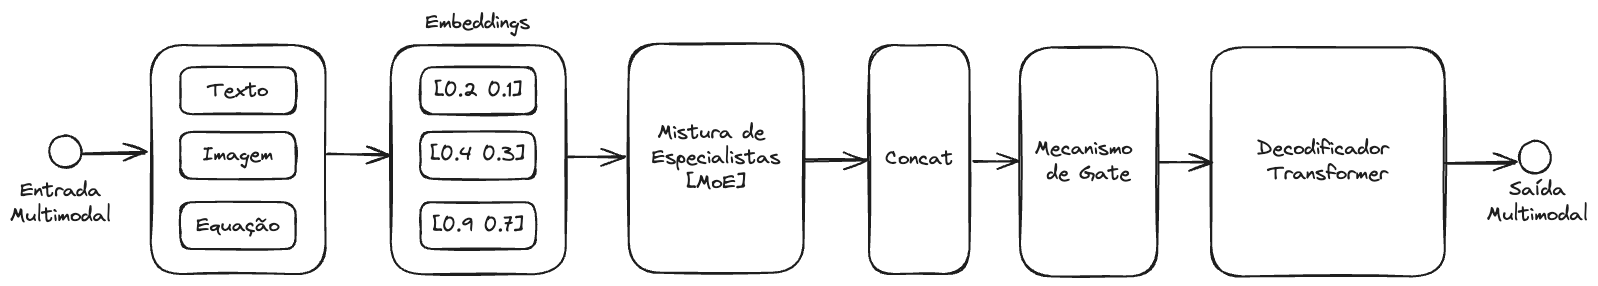 Embeddings
Texto
Imagem
Equação
[0.2 0.1]
[0.4 0.3]
[0.9 0.7]
Entrada
Multimodal
Mistura de
Especialistas
[MoE]
Concat
Mecanismo
de Gate
Decodificador
Transformer
Saída
Multimodal